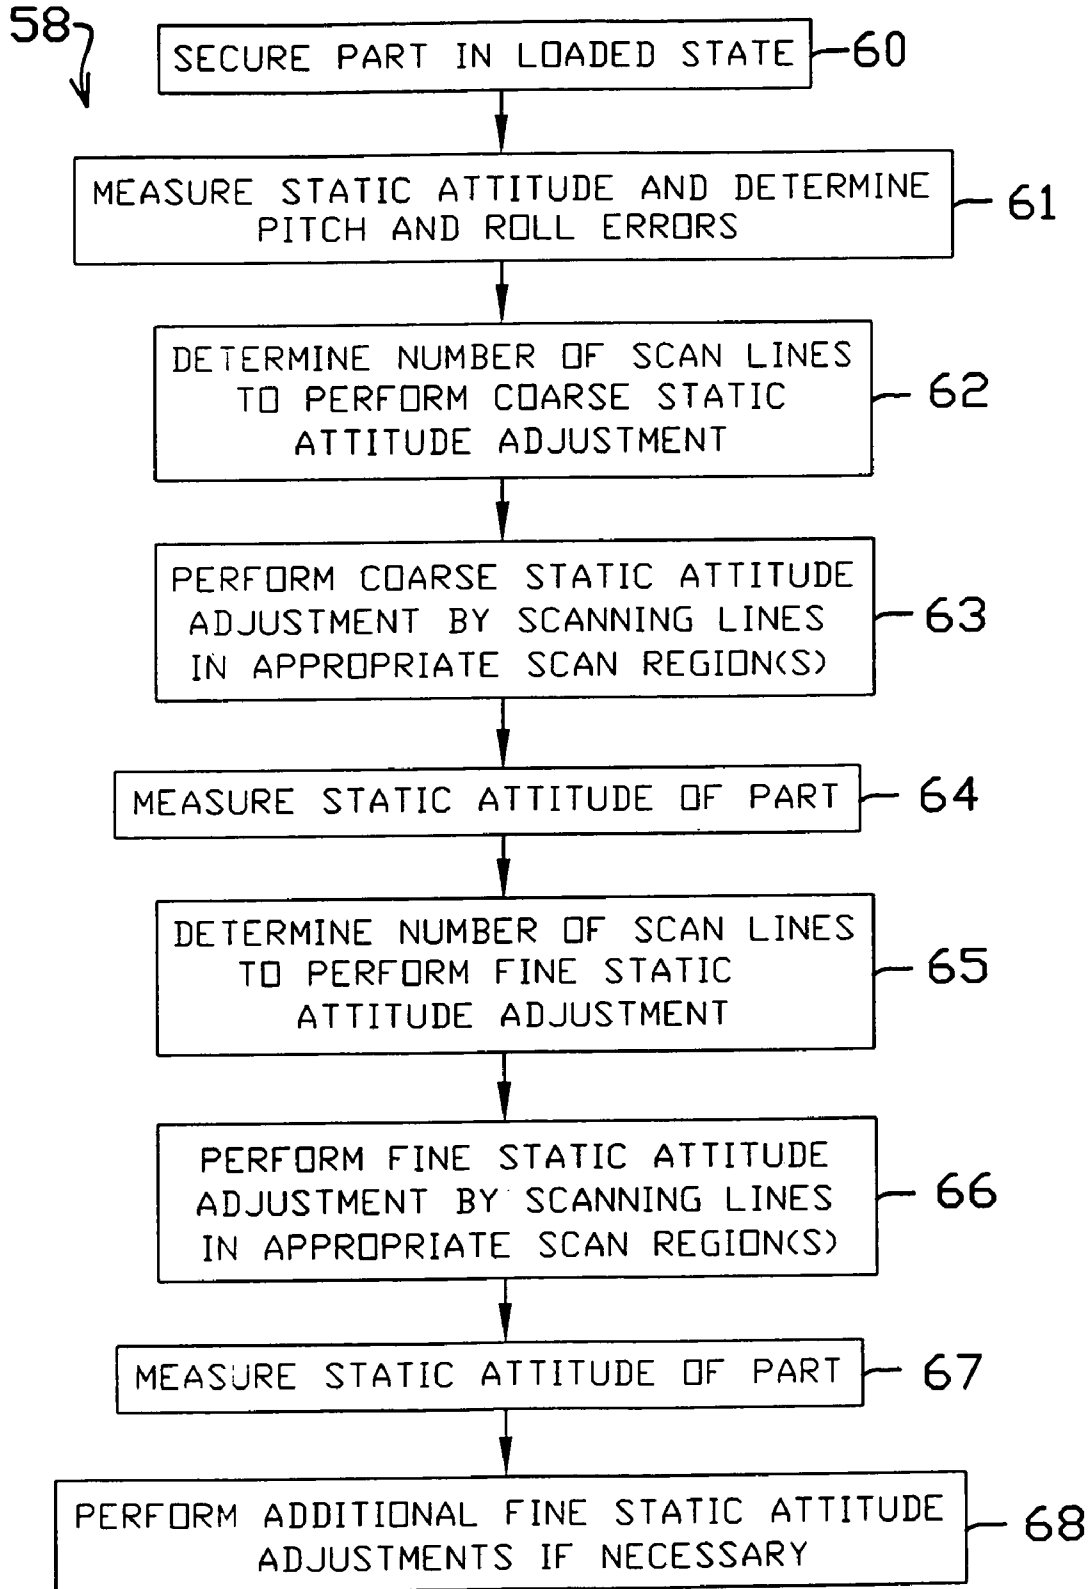 58
SECURE PART IN LOADED STATE
60
MEASURE STATIC ATTITUDE AND DETERMINE
PITCH AND ROLL ERRORS
61
DETERMINE NUMBER OF SCAN LINES
TO PERFORM COARSE STATIC
ATTITUDE ADJUSTMENT
62
PERFORM COARSE STATIC ATTITUDE
ADJUSTMENT BY SCANNING LINES
IN APPROPRIATE SCAN REGION(S)
63
MEASURE STATIC ATTITUDE OF PART
64
DETERMINE NUMBER OF SCAN LINES
TO PERFORM FINE STATIC
ATTITUDE ADJUSTMENT
65
PERFORM FINE STATIC ATTITUDE
ADJUSTMENT BY SCANNING LINES
IN APPROPRIATE SCAN REGION(S)
66
MEASURE STATIC ATTITUDE OF PART
67
PERFORM ADDITIONAL FINE STATIC ATTITUDE
ADJUSTMENTS IF NECESSARY
68